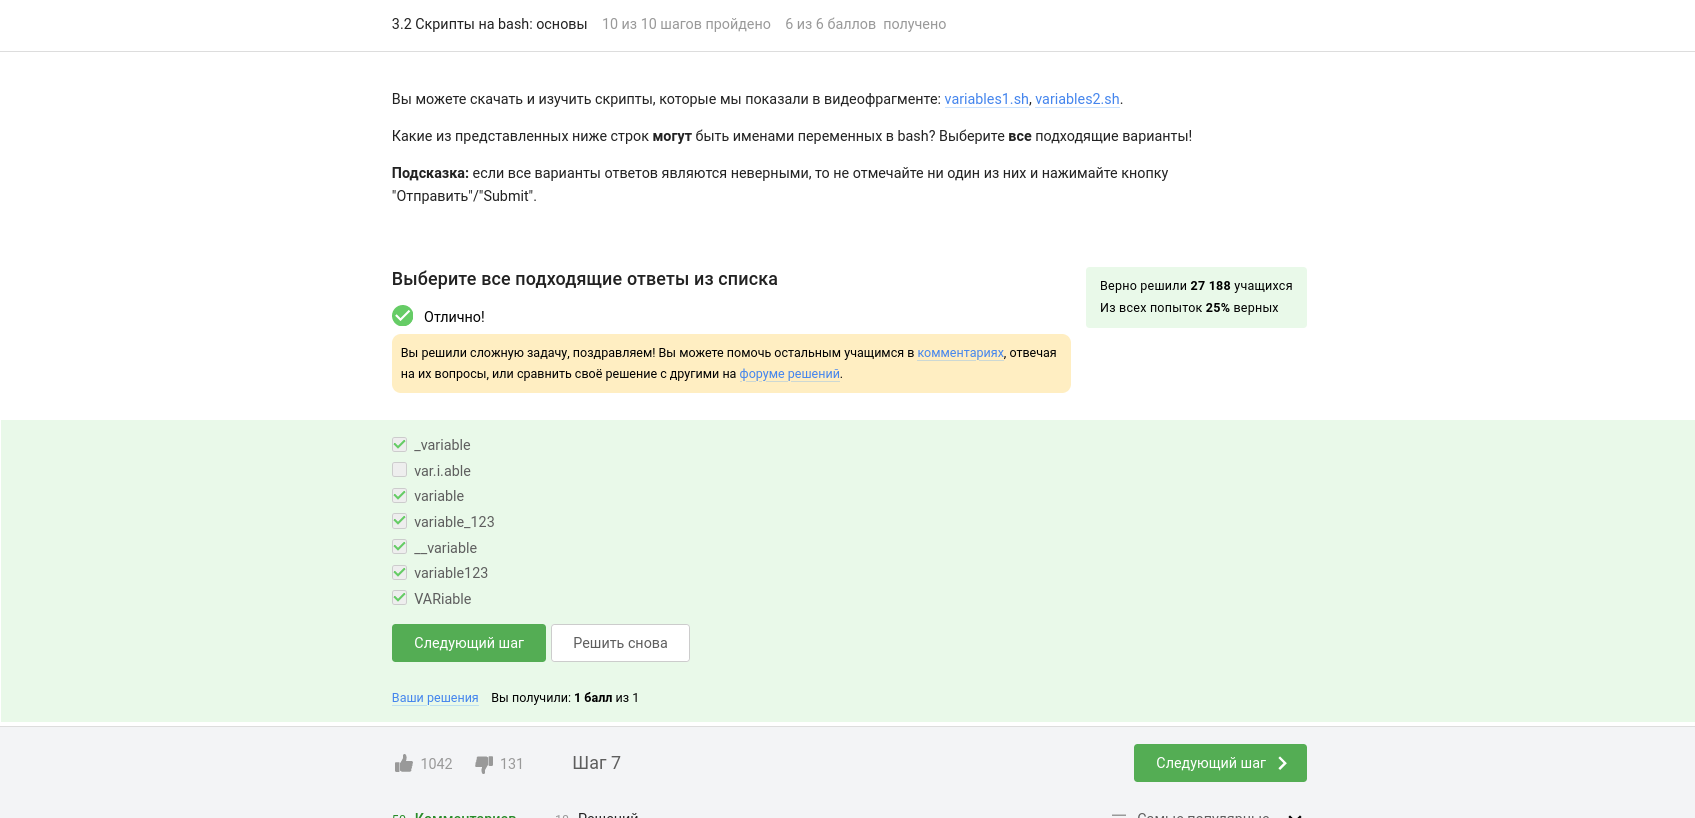 3.2 Скрипты на bash: основы 10 из 10 шагов пройдено 6 из 6 баллов получено
Вы можете скачать и изучить скрипты, которые мы показали в видеофрагменте: variables1.sh, variables2.sh.
Какие из представленных ниже строк могут быть именами переменных в bash? Выберите все подходящие варианты!
Подсказка: если все варианты ответов являются неверными, то не отмечайте ни один из них и нажимайте кнопку
"Отправить"/"Submit".
Выберите все подходящие ответы из списка
Верно решили 27 188 учащихся
Из всех попыток 25% верных
Отлично!
Вы решили сложную задачу, поздравляем! Вы можете помочь остальным учащимся в комментариях, отвечая
на их вопросы, или сравнить своё решение с другими на форуме решений.
_variable
var.i.able
variable
variable_123
__variable
variable123
VARiable
Следующий шаг Решить снова
Ваши решения Вы получили: 1 балл из 1
1042 131 Шаг 7 Следующий шаг
Комментариев Решений Самые популярные